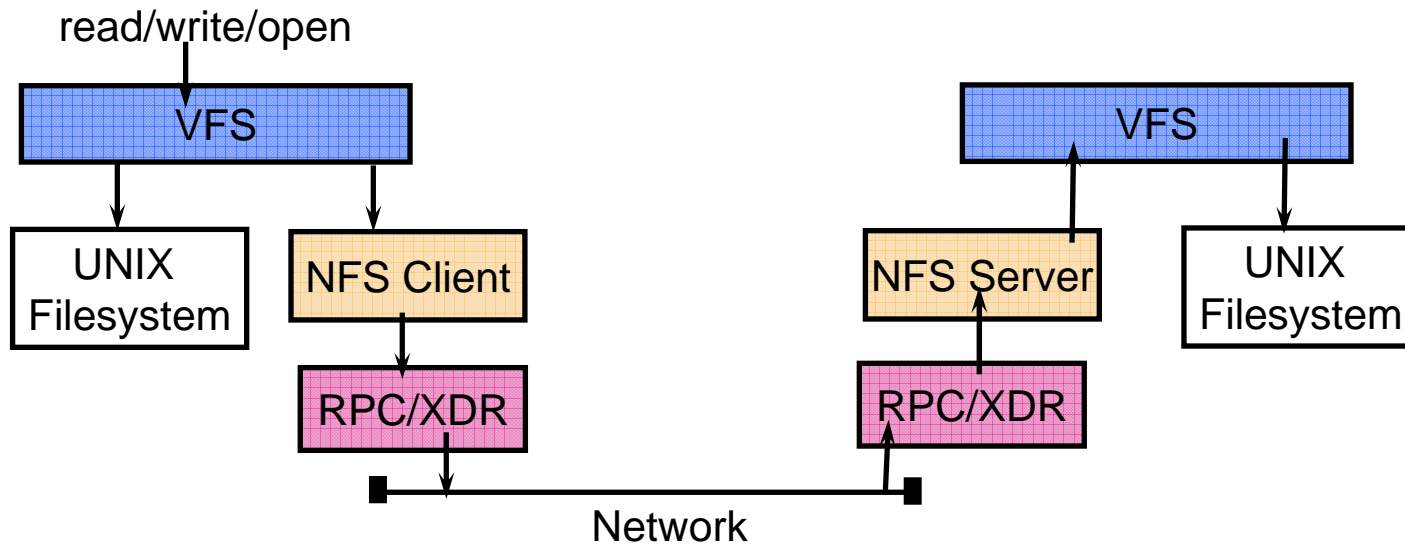 read/write/open
VFS
VFS
UNIX
Filesystem
NFS Client
NFS Server
UNIX
Filesystem
RPC/XDR
RPC/XDR
Network